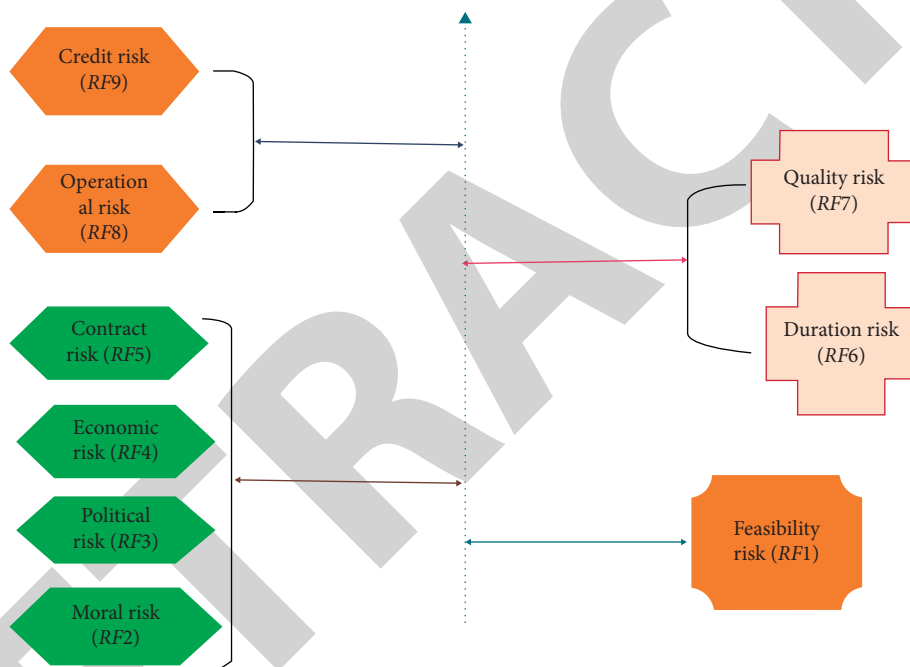 Credit risk
(RF9)
Operation
al risk
(RF8)
Contract
risk (RF5)
Economic
risk (RF4)
Political
risk (RF3)
Moral risk
(RF2)
Quality risk
(RF7)
Duration risk
(RF6)
Feasibility
risk (RF1)
TRACT